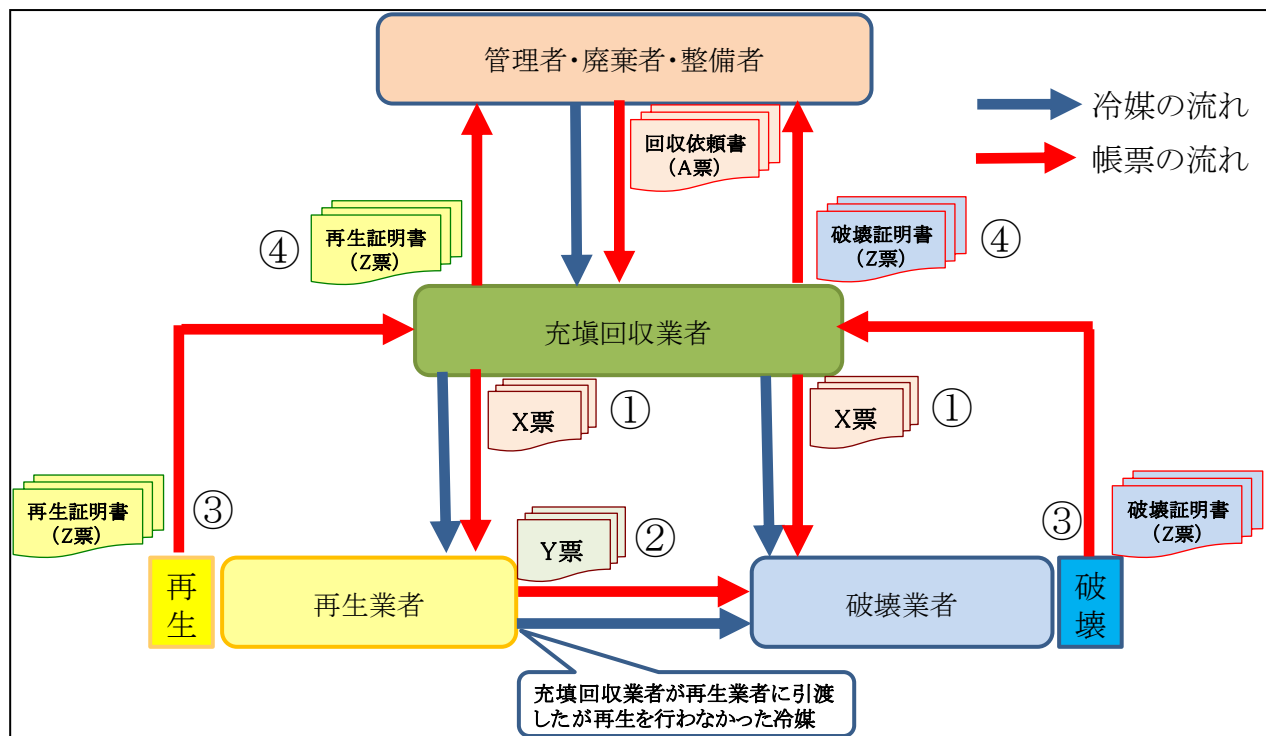 管理者・廃棄者・整備者
冷媒の流れ
帳票の流れ
回収依頼書
(A票)
④
再生証明書
(Z票)
破壊証明書
(Z票)
④
充塡回収業者
X票
①
X票
①
再生証明書
(Z票)
③
Y票
②
③
破壊証明書
(Z票)
再生
再生業者
破壊業者
破壊
充填回収業者が再生業者に引渡
したが再生を行わなかった冷媒